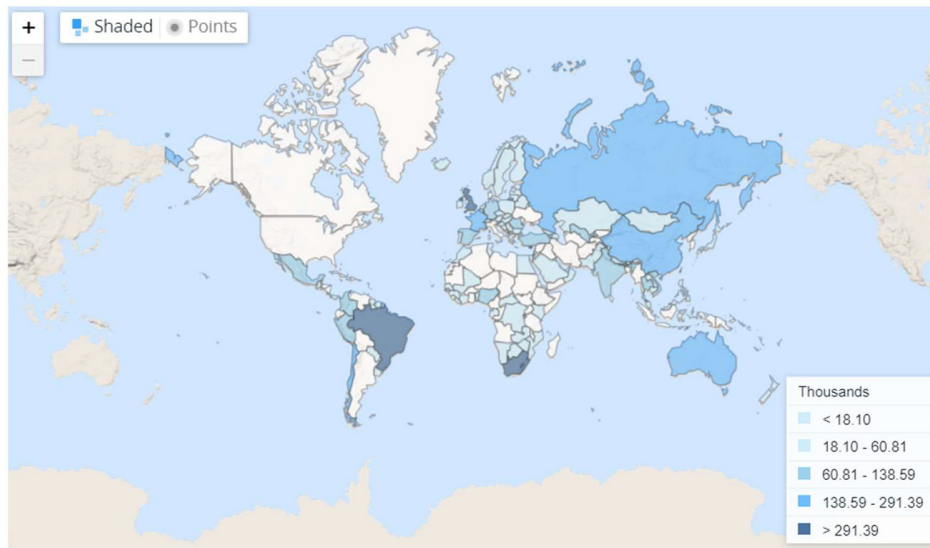 +
Shaded Points
−
Thousands
< 18.10
18.10 - 60.81
60.81 - 138.59
138.59 - 291.39
> 291.39